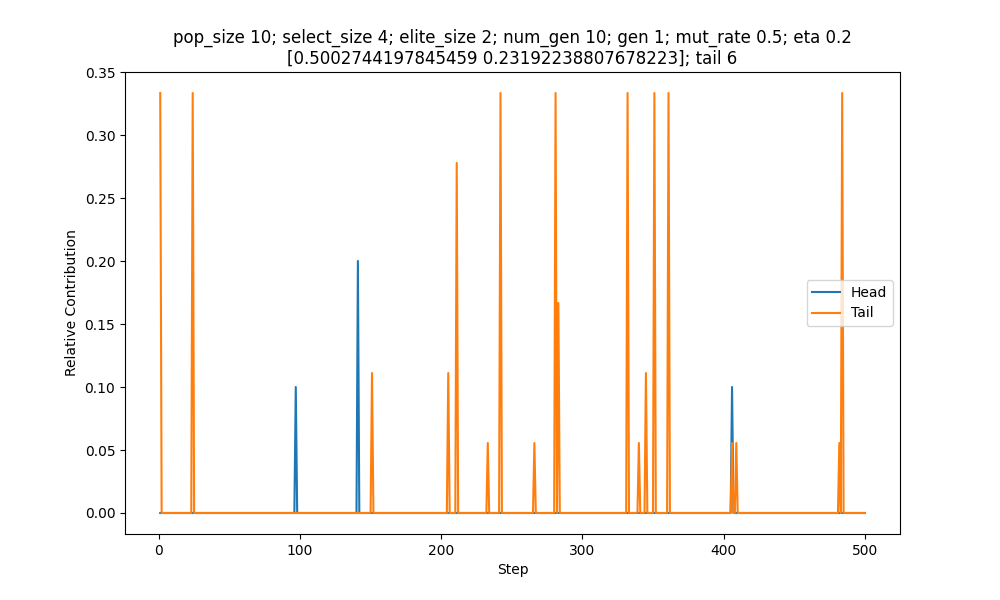 pop_size 10; select_size 4; elite_size 2; num_gen 10; gen 1; mut_rate 0.5; eta 0.2
[0.5002744197845459 0.23192238807678223]; tail 6
0.35
0.30
0.25
0.20
0.15
0.10
0.05
0.00
Relative Contribution
Head
Tail
0
100
200
300
400
500
Step